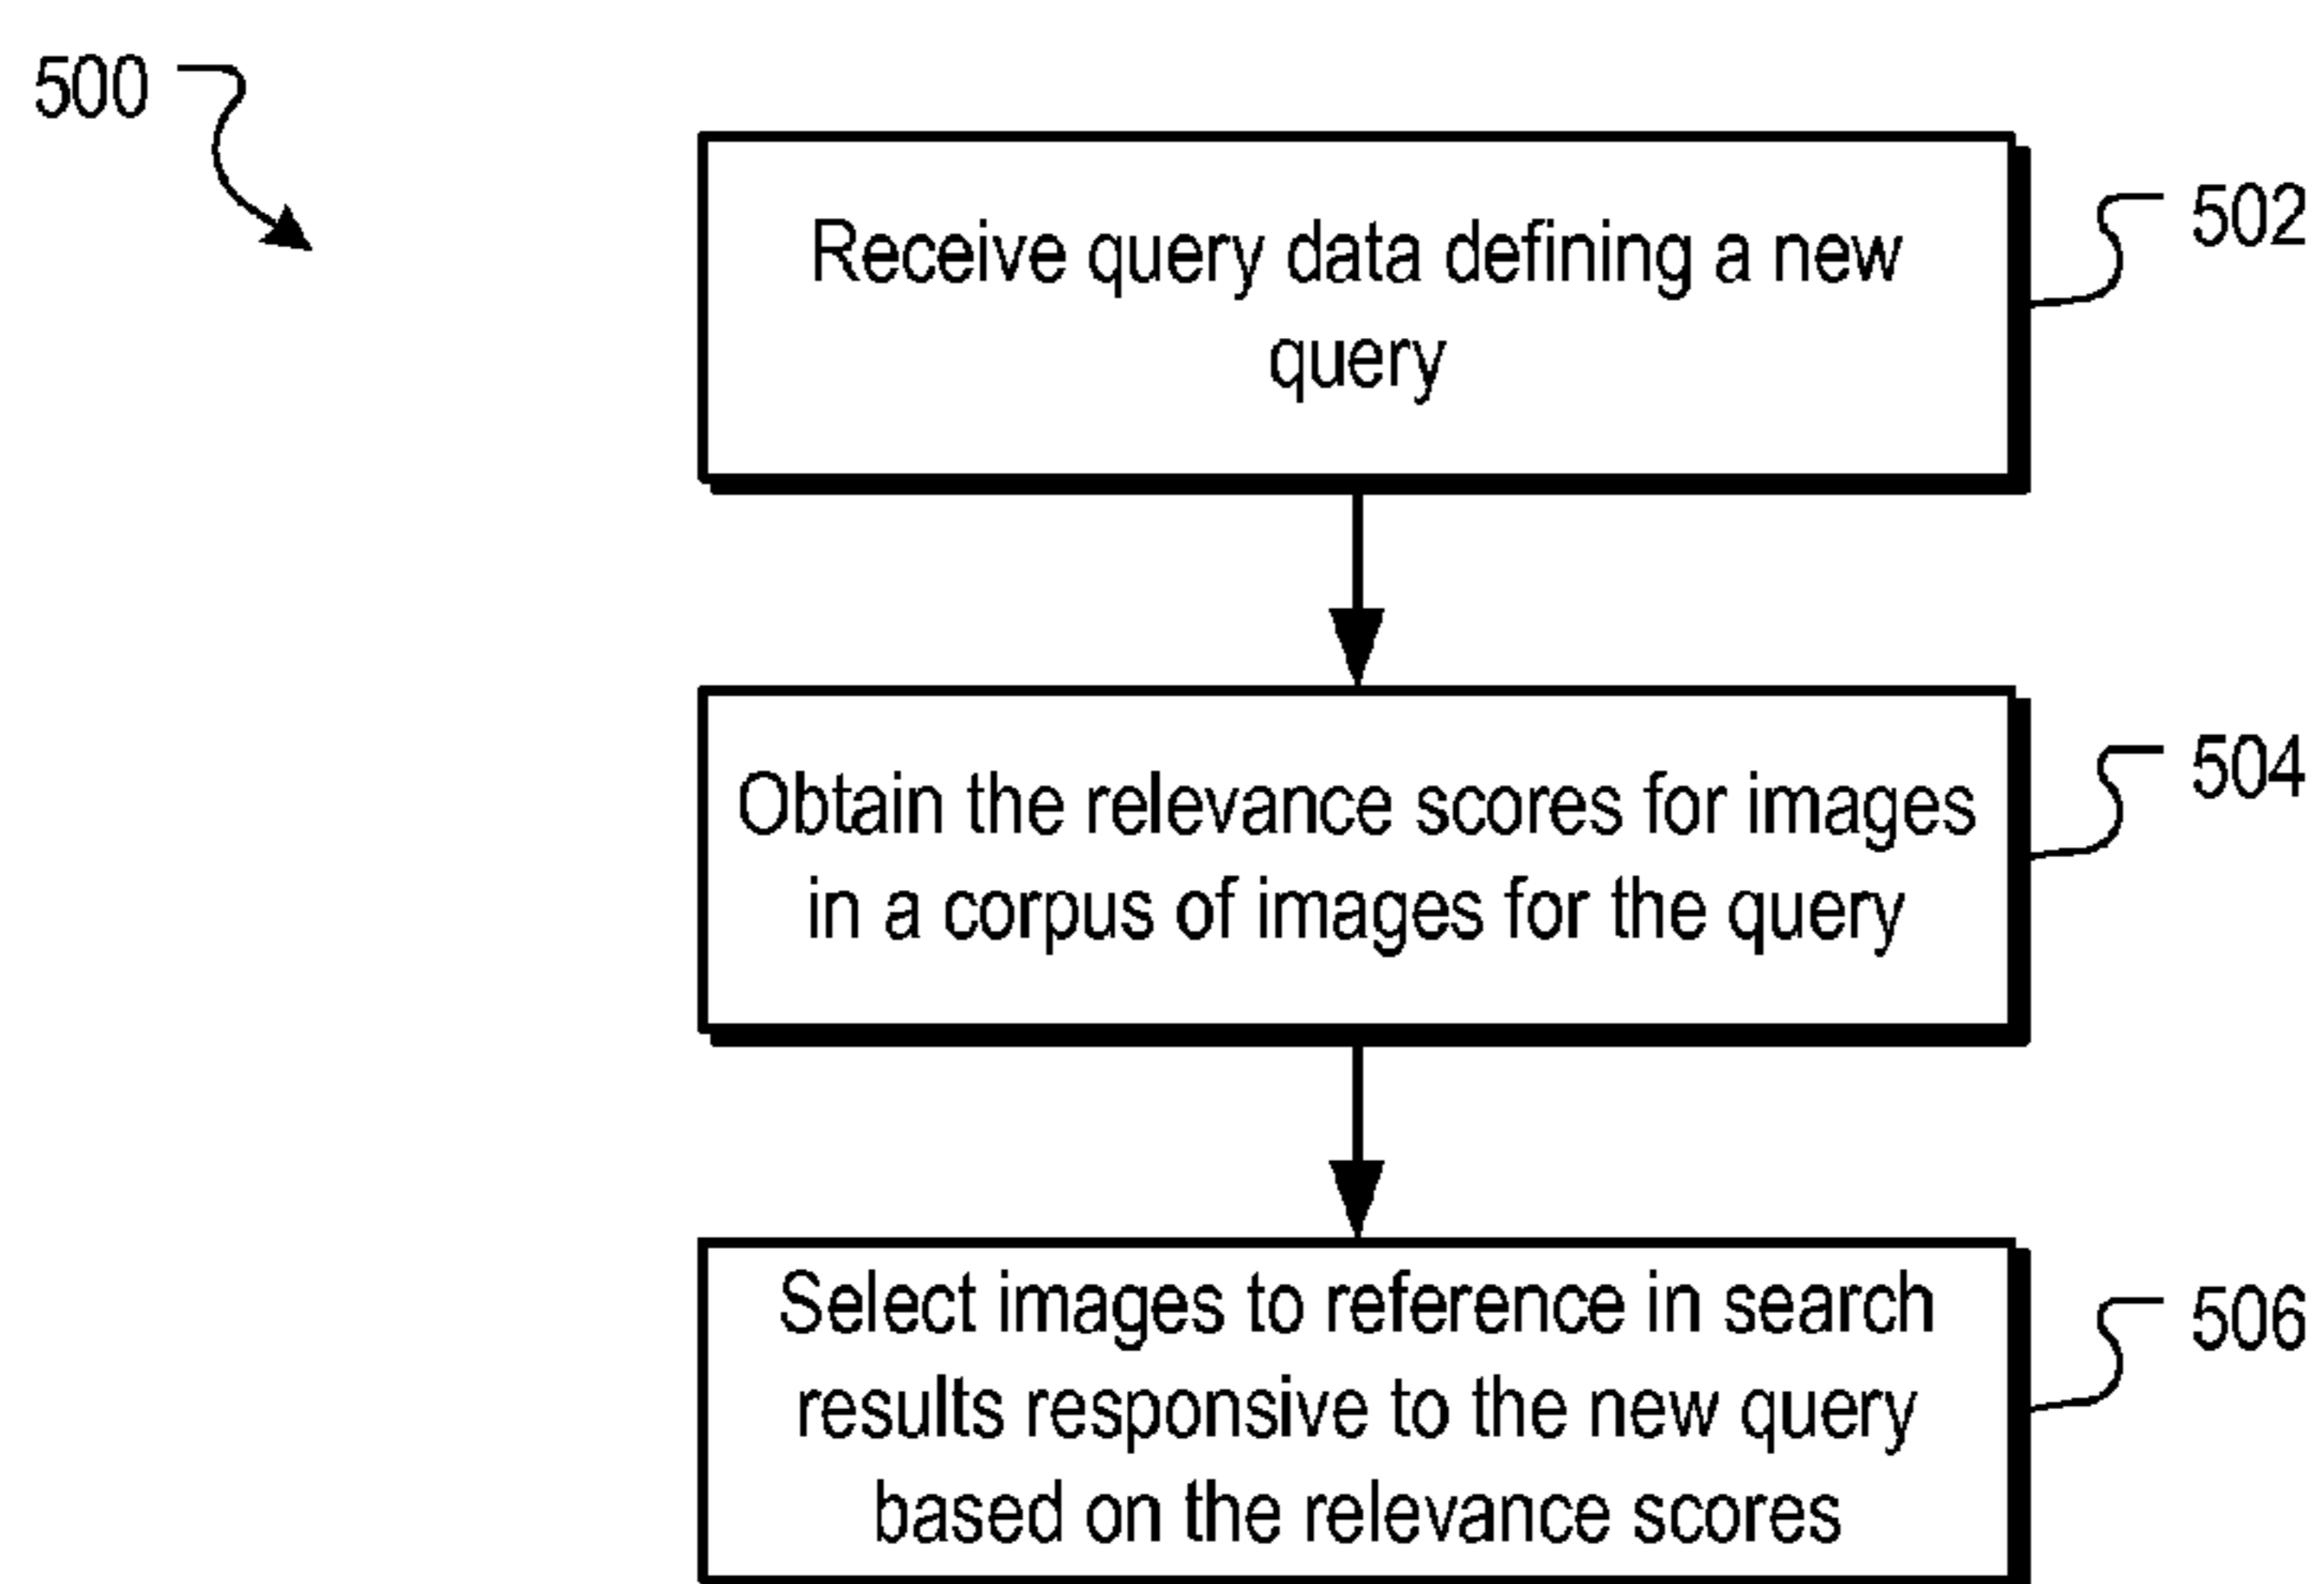 500
Receive query data defining a new
query
502
Obtain the relevance scores for images
in a corpus of images for the query
504
Select images to reference in search
results responsive to the new query
based on the relevance scores
506